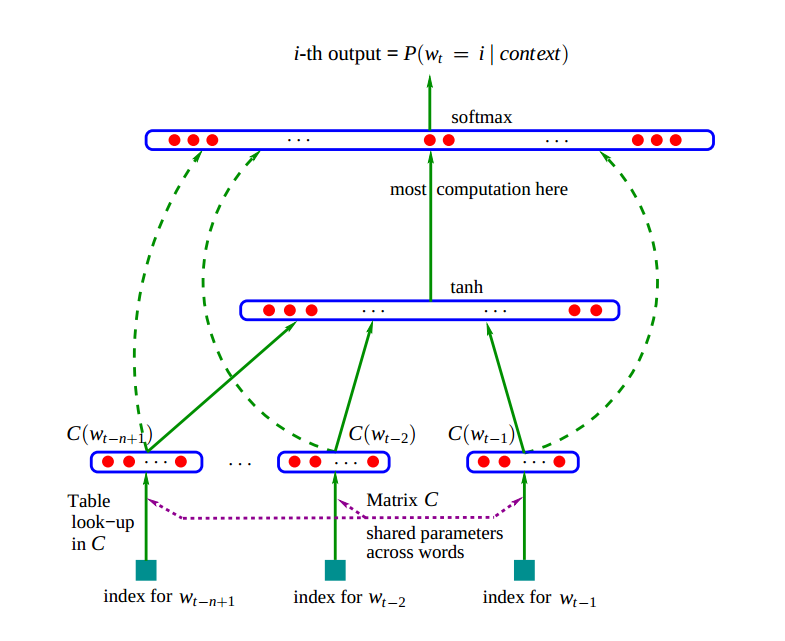 i-th output = P(w_t = i | context)
softmax
...
...
most computation here
tanh
...
...
C(w_{t−n+1})
C(w_{t−2})
C(w_{t−1})
...
...
...
...
Table
look−up
in C
Matrix C
shared parameters
across words
index for w_{t−n+1}
index for w_{t−2}
index for w_{t−1}